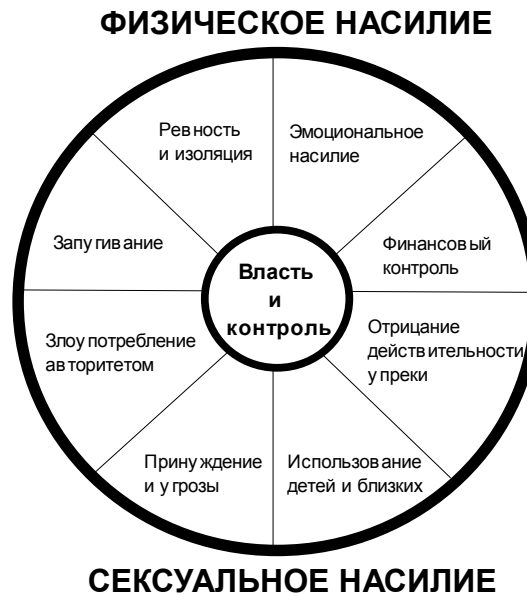 ФИЗИЧЕСКОЕ НАСИЛИЕ
Ревность
и изоляция
Эмоциональное
насилие
Запугивание
Финансовый
контроль
Власть
и
контроль
Злоупотребление
авторитетом
Отрицание
действительности,
упреки
Принуждение
и угрозы
Использование
детей и близких
СЕКСУАЛЬНОЕ НАСИЛИЕ